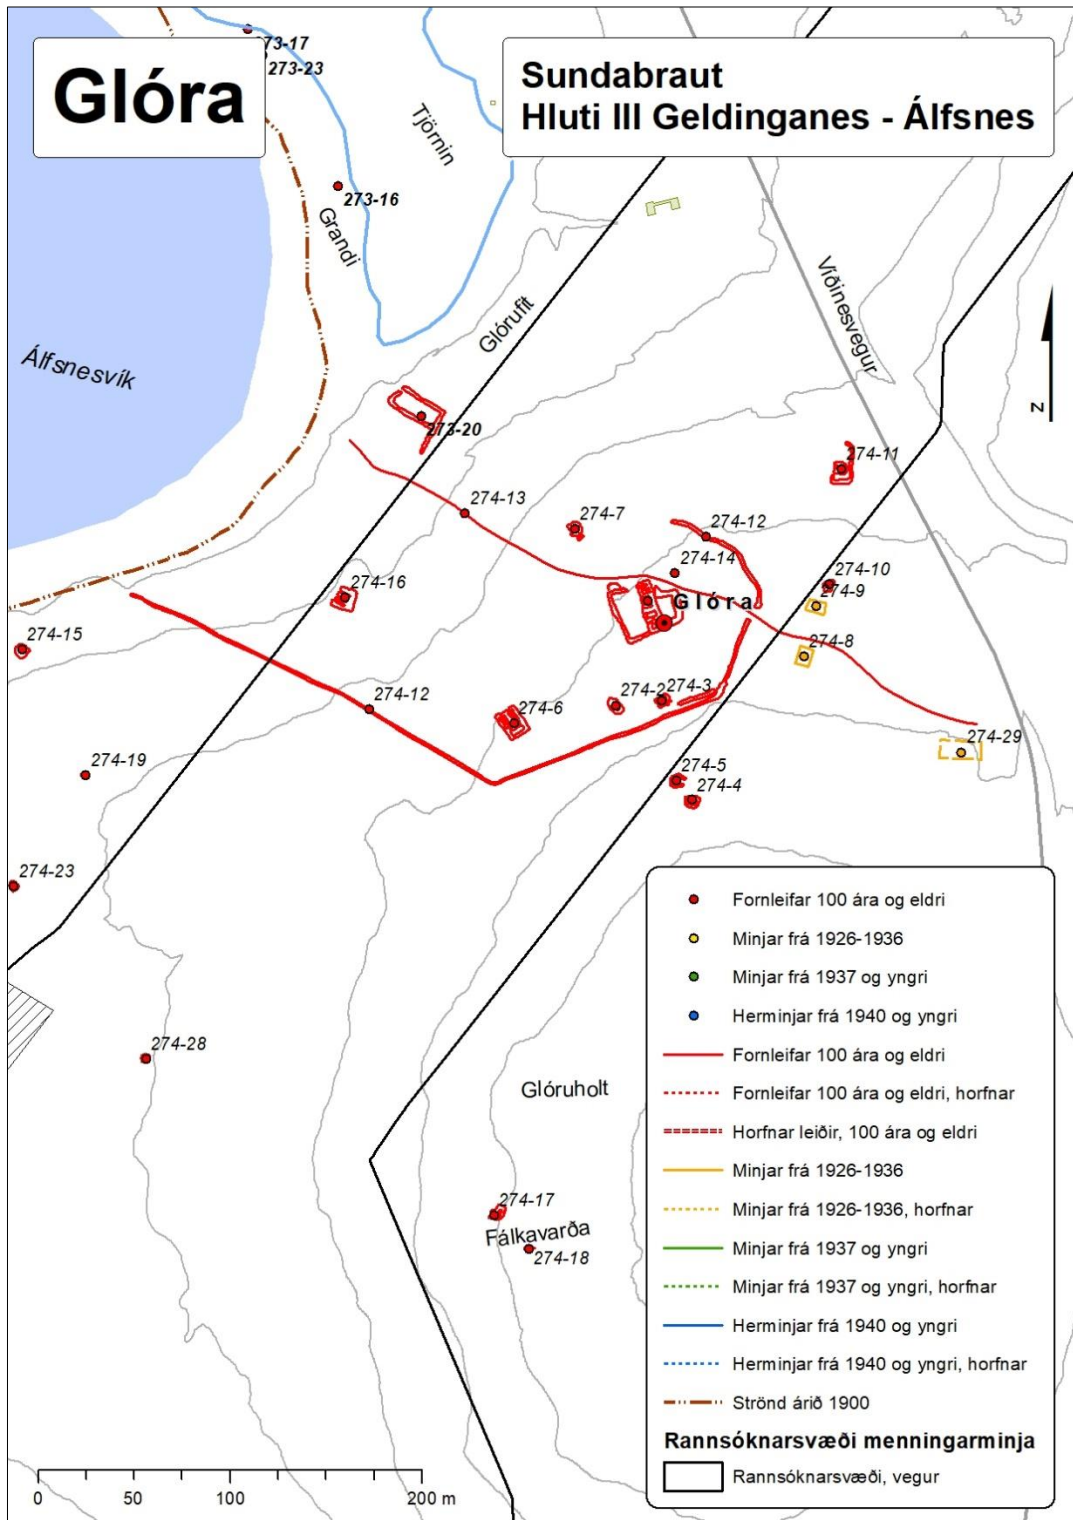 Glóra
Sundabraut
Hluti III Geldinganes - Álfsnes
273-17
273-23
Tjörnin
273-16
Grandi
Glórufit
Víðinesvegur
Álfsnesvík
N
273-20
274-11
274-13
274-7
274-12
274-14
274-16
274-10
274-9
Glóra
274-15
274-8
274-12
274-6
274-2
274-3
274-29
274-19
274-5
274-4
274-23
274-28
Glóruholt
274-17
Fálkavarða
274-18
Fornleifar 100 ára og eldri
Minjar frá 1926-1936
Minjar frá 1937 og yngri
Herminjar frá 1940 og yngri
Fornleifar 100 ára og eldri
Fornleifar 100 ára og eldri, horfnar
Horfnar leiðir, 100 ára og eldri
Minjar frá 1926-1936
Minjar frá 1926-1936, horfnar
Minjar frá 1937 og yngri
Minjar frá 1937 og yngri, horfnar
Herminjar frá 1940 og yngri
Herminjar frá 1940 og yngri, horfnar
Strönd árið 1900
Rannsóknarsvæði menningarminja
Rannsóknarsvæði, vegur
0 50 100 200 m